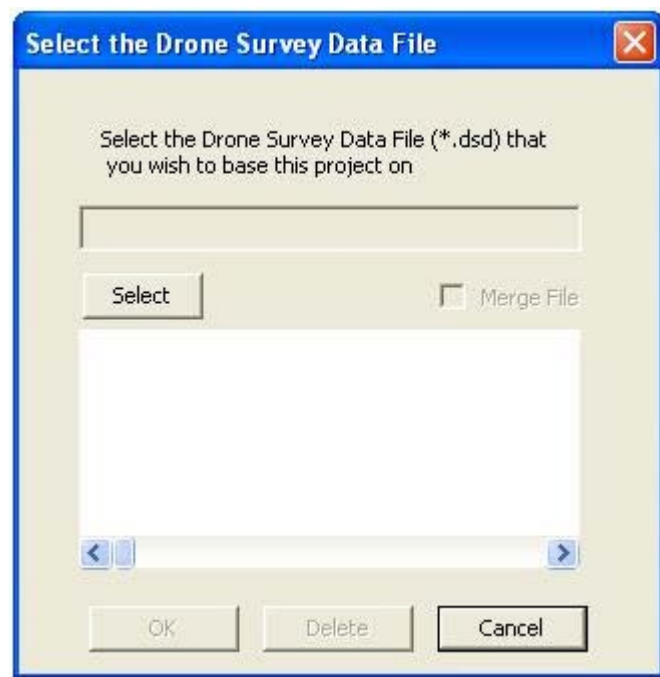 Select the Drone Survey Data File
Select the Drone Survey Data File (*.dsd) that
you wish to base this project on
Select
Merge File
OK
Delete
Cancel